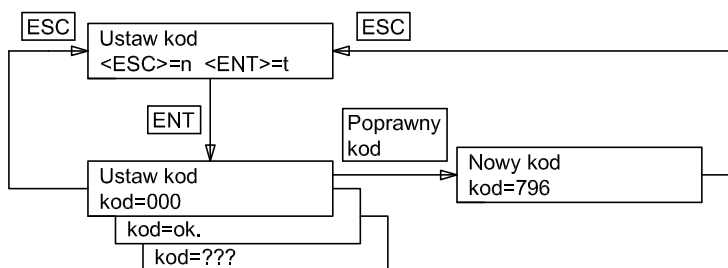 ESC
ESC
Ustaw kod
<ESC>=n <ENT>=t
ENT
Poprawny
kod
Ustaw kod
kod=000
Nowy kod
kod=796
kod=ok.
kod=???